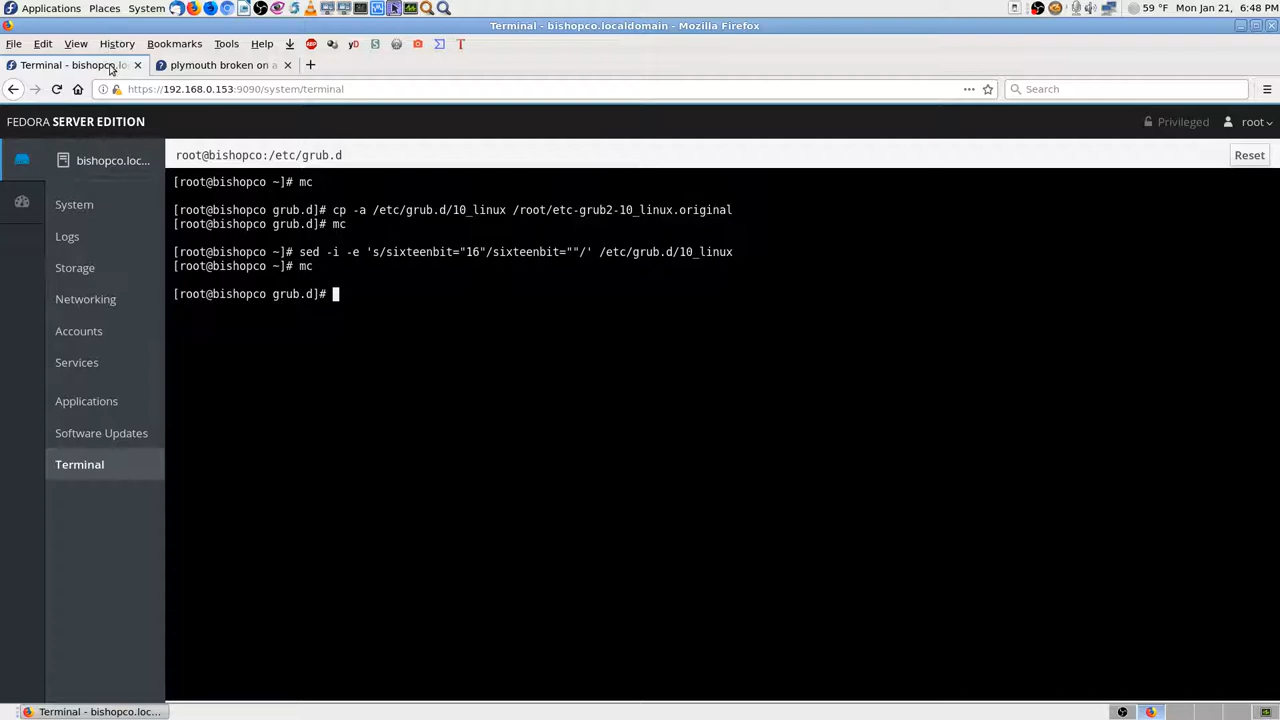 Applications Places System 59 °F Mon Jan 21, 6:48 PM
Terminal - bishopco.localdomain - Mozilla Firefox
File Edit View History Bookmarks Tools Help
Terminal - bishopco.lo plymouth broken on a
https://192.168.0.153:9090/system/terminal Search
FEDORA SERVER EDITION Privileged root
bishopco.loc... root@bishopco:/etc/grub.d Reset
System
Logs
Storage
Networking
Accounts
Services
Applications
Software Updates
Terminal
[root@bishopco ~]# mc
[root@bishopco grub.d]# cp -a /etc/grub.d/10_linux /root/etc-grub2-10_linux.original
[root@bishopco grub.d]# mc
[root@bishopco ~]# sed -i -e 's/sixteenbit="16"/sixteenbit=""/' /etc/grub.d/10_linux
[root@bishopco ~]# mc
[root@bishopco grub.d]#
Terminal - bishopco.loc...